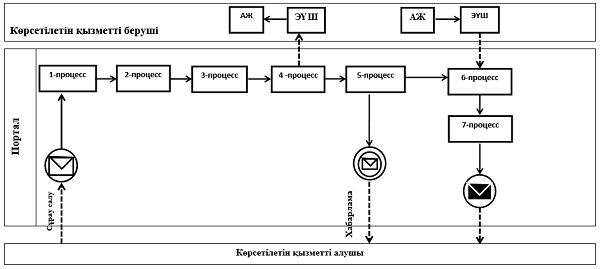 АЖ
ЭҮШ
АЖ
ЭҮШ
Көрсетілетін қызметті беруші
1-процесс
2-процесс
3-процесс
4 -процесс
5-процесс
6-процесс
7-процесс
Портал
Сұрау салу
Хабарлама
Көрсетілетін қызметті алушы